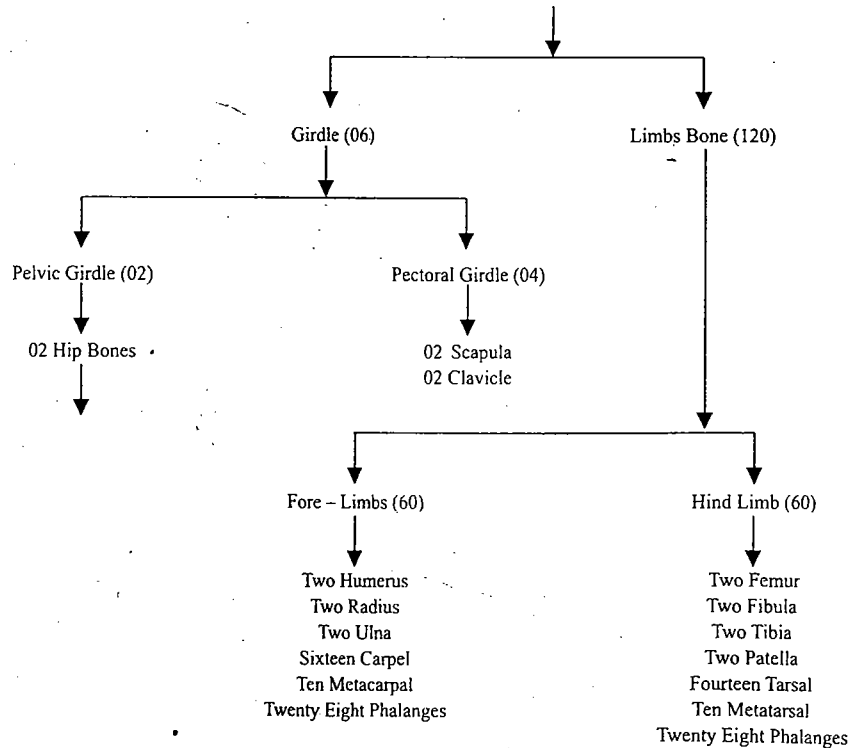 Girdle (06)
Limbs Bone (120)
Pelvic Girdle (02)
Pectoral Girdle (04)
02 Hip Bones
02 Scapula
02 Clavicle
Fore – Limbs (60)
Hind Limb (60)
Two Humerus
Two Radius
Two Ulna
Sixteen Carpel
Ten Metacarpal
Twenty Eight Phalanges
Two Femur
Two Fibula
Two Tibia
Two Patella
Fourteen Tarsal
Ten Metatarsal
Twenty Eight Phalanges